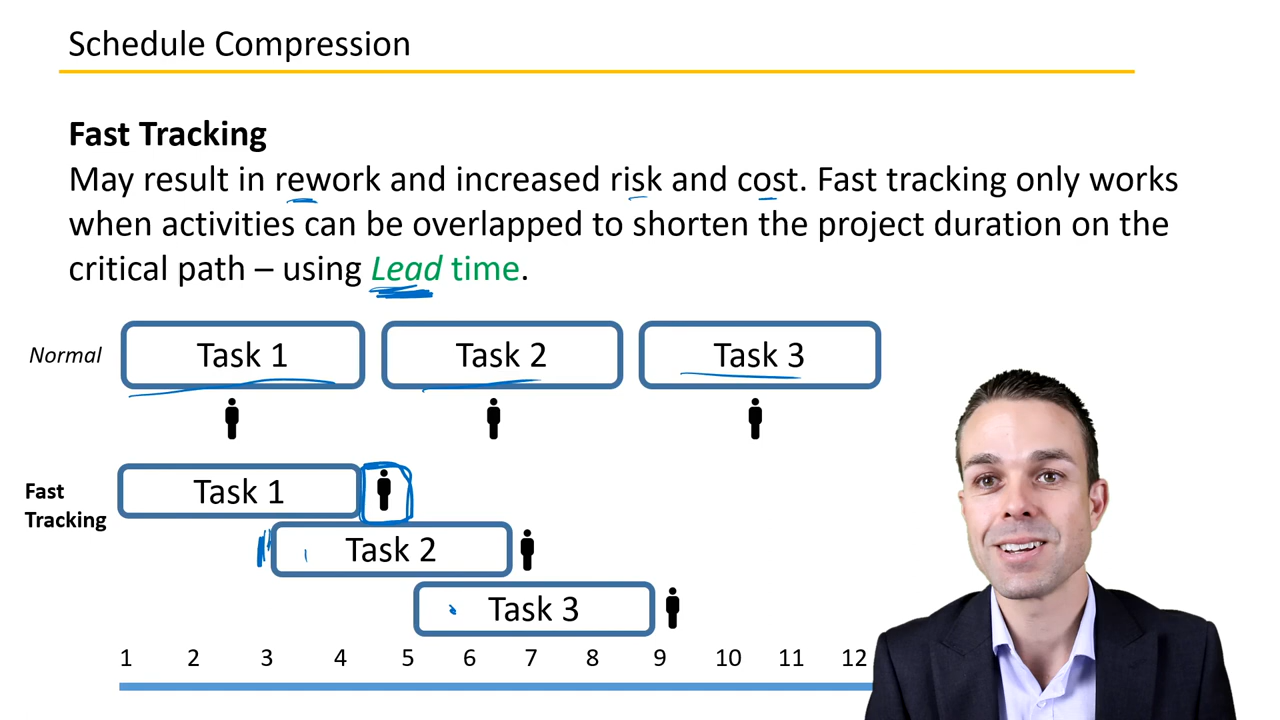 Schedule Compression
Fast Tracking
May result in rework and increased risk and cost. Fast tracking only works
when activities can be overlapped to shorten the project duration on the
critical path – using Lead time.
Normal
Task 1
Task 2
Task 3
Fast
Tracking
Task 1
Task 2
Task 3
1 2 3 4 5 6 7 8 9 10 11 12